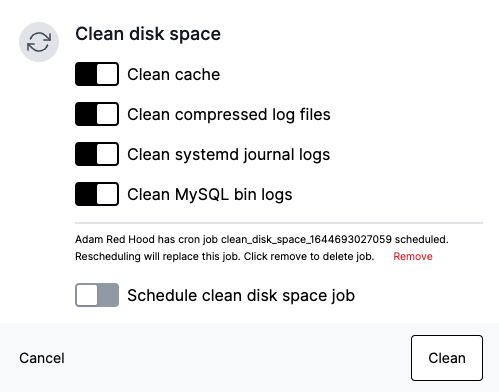 Clean disk space
Clean cache
Clean compressed log files
Clean systemd journal logs
Clean MySQL bin logs
Adam Red Hood has cron job clean_disk_space_1644693027059 scheduled.
Rescheduling will replace this job. Click remove to delete job. Remove
Schedule clean disk space job
Cancel Clean